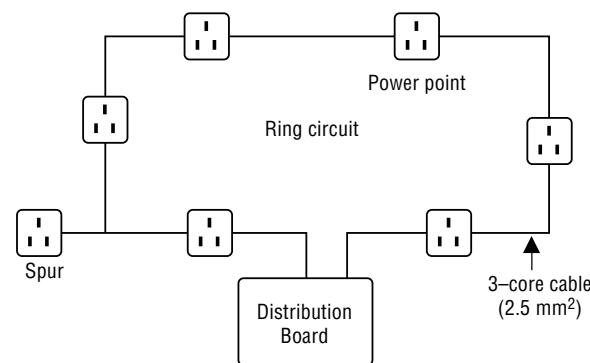 Power point
Ring circuit
Spur
3–core cable
(2.5 mm²)
Distribution
Board